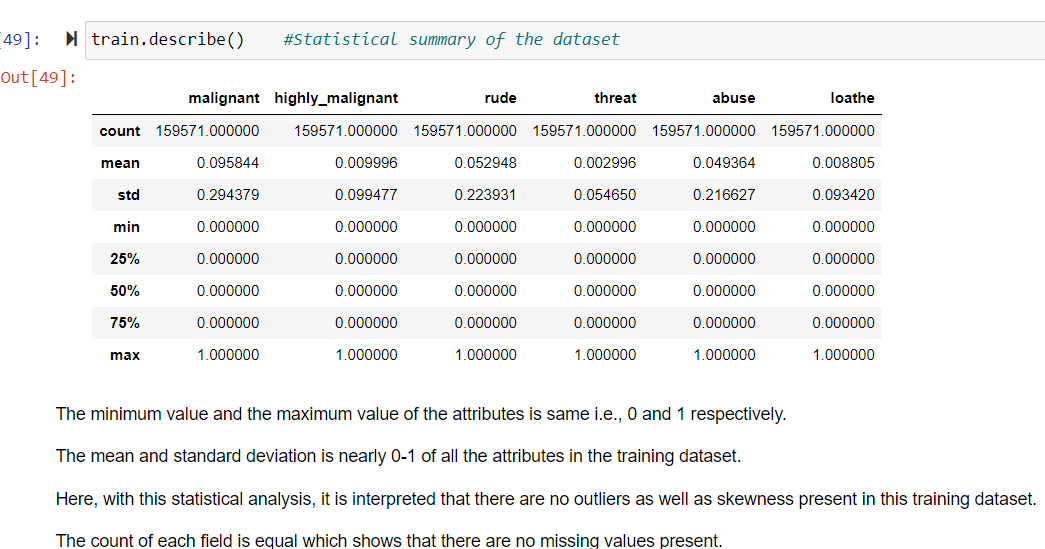 [49]: train.describe() #Statistical summary of the dataset
Out[49]:
malignant highly_malignant rude threat abuse loathe
count 159571.000000 159571.000000 159571.000000 159571.000000 159571.000000 159571.000000
mean 0.095844 0.009996 0.052948 0.002996 0.049364 0.008805
std 0.294379 0.099477 0.223931 0.054650 0.216627 0.093420
min 0.000000 0.000000 0.000000 0.000000 0.000000 0.000000
25% 0.000000 0.000000 0.000000 0.000000 0.000000 0.000000
50% 0.000000 0.000000 0.000000 0.000000 0.000000 0.000000
75% 0.000000 0.000000 0.000000 0.000000 0.000000 0.000000
max 1.000000 1.000000 1.000000 1.000000 1.000000 1.000000
The minimum value and the maximum value of the attributes is same i.e., 0 and 1 respectively.
The mean and standard deviation is nearly 0-1 of all the attributes in the training dataset.
Here, with this statistical analysis, it is interpreted that there are no outliers as well as skewness present in this training dataset.
The count of each field is equal which shows that there are no missing values present.